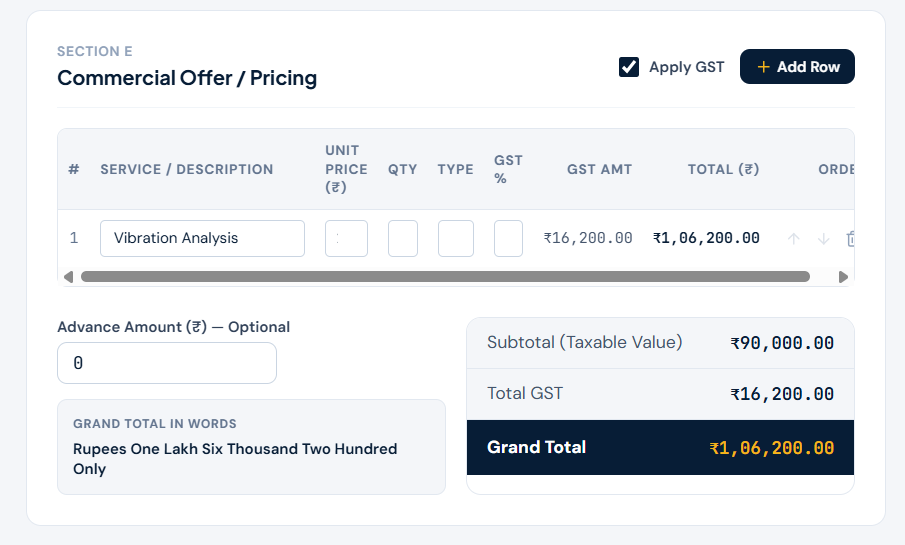 SECTION E
Commercial Offer / Pricing
Apply GST
+ Add Row
# SERVICE / DESCRIPTION UNIT PRICE (₹) QTY TYPE GST % GST AMT TOTAL (₹) ORDE
1 Vibration Analysis ₹16,200.00 ₹1,06,200.00
Advance Amount (₹) — Optional
0
GRAND TOTAL IN WORDS
Rupees One Lakh Six Thousand Two Hundred
Only
Subtotal (Taxable Value) ₹90,000.00
Total GST ₹16,200.00
Grand Total ₹1,06,200.00